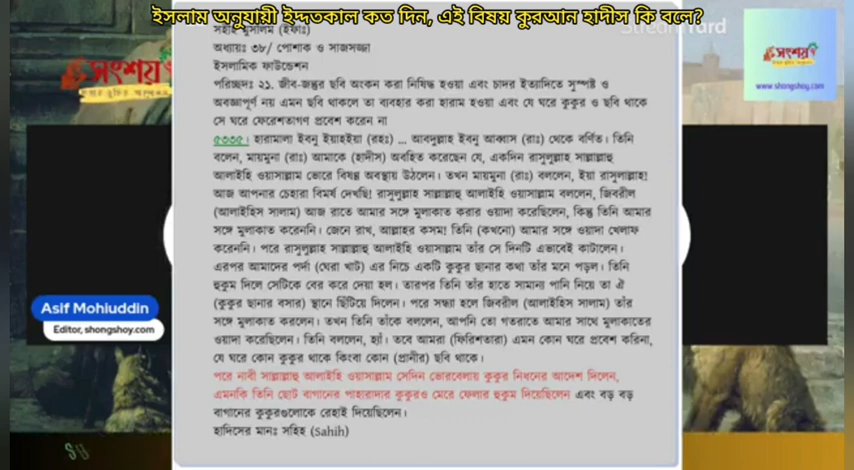 ইসলাম অনুযায়ী ইদ্দতকাল কত দিন, এই বিষয় কুরআন হাদীস কি বলে?
StreamYard
সহীহ মুসলিম (ইফাঃ)
অধ্যায়ঃ ৩৮/ পোশাক ও সাজসজ্জা
ইসলামিক ফাউন্ডেশন
পরিচ্ছদঃ ২১. জীব-জন্তুর ছবি অংকন করা নিষিদ্ধ হওয়া এবং চাদর ইত্যাদিতে সুস্পষ্ট ও
অবজ্ঞাপূর্ণ নয় এমন ছবি থাকলে তা ব্যবহার করা হারাম হওয়া এবং যে ঘরে কুকুর ও ছবি থাকে
সে ঘরে ফেরেশতাগণ প্রবেশ করেন না
৫৩৩৫। হারামালা ইবনু ইয়াহইয়া (রহঃ) ... আবদুল্লাহ ইবনু আব্বাস (রাঃ) থেকে বর্ণিত। তিনি
বলেন, মায়মুনা (রাঃ) আমাকে (হাদীস) অবহিত করেছেন যে, একদিন রাসুলুল্লাহ সাল্লাল্লাহু
আলাইহি ওয়াসাল্লাম ভোরে বিষণ্ণ অবস্থায় উঠলেন। তখন মায়মুনা (রাঃ) বললেন, ইয়া রাসুলাল্লাহ!
আজ আপনার চেহারা বিমর্ষ দেখছি! রাসুলুল্লাহ সাল্লাল্লাহু আলাইহি ওয়াসাল্লাম বললেন, জিবরীল
(আলাইহিস সালাম) আজ রাতে আমার সঙ্গে মুলাকাত করার ওয়াদা করেছিলেন, কিন্তু তিনি আমার
সঙ্গে মুলাকাত করেননি। জেনে রাখ, আল্লাহর কসম! তিনি (কখনো) আমার সঙ্গে ওয়াদা খেলাফ
করেননি। পরে রাসুলুল্লাহ সাল্লাল্লাহু আলাইহি ওয়াসাল্লাম তাঁর সে দিনটি এভাবেই কাটালেন।
এরপর আমাদের পর্দা (ঘেরা খাট) এর নিচে একটি কুকুর ছানার কথা তাঁর মনে পড়ল। তিনি
হুকুম দিলে সেটিকে বের করে দেয়া হল। তারপর তিনি তাঁর হাতে সামান্য পানি নিয়ে তা ঐ
(কুকুর ছানার বসার) স্থানে ছিঁটিয়ে দিলেন। পরে সন্ধ্যা হলে জিবরীল (আলাইহিস সালাম) তাঁর
সঙ্গে মুলাকাত করলেন। তখন তিনি তাঁকে বললেন, আপনি তো গতরাতে আমার সাথে মুলাকাতের
ওয়াদা করেছিলেন। তিনি বললেন, হ্যাঁ। তবে আমরা (ফিরিশতারা) এমন কোন ঘরে প্রবেশ করিনা,
যে ঘরে কোন কুকুর থাকে কিংবা কোন (প্রানীর) ছবি থাকে।
পরে নাবী সাল্লাল্লাহু আলাইহি ওয়াসাল্লাম সেদিন ভোরবেলায় কুকুর নিধনের আদেশ দিলেন,
এমনকি তিনি ছোট বাগানের পাহারাদার কুকুরও মেরে ফেলার হুকুম দিয়েছিলেন এবং বড় বড়
বাগানের কুকুরগুলোকে রেহাই দিয়েছিলেন।
হাদিসের মানঃ সহিহ (Sahih)
সংশয়
Asif Mohiuddin
Editor, shongshoy.com
সংশয়
www.shongshoy.com